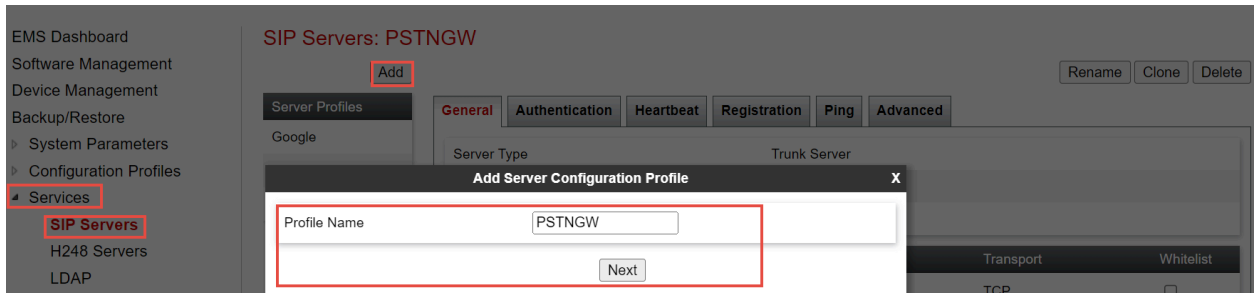 EMS Dashboard
Software Management
Device Management
Backup/Restore
System Parameters
Configuration Profiles
Services
SIP Servers
H248 Servers
LDAP
SIP Servers: PSTNGW
Add
Rename Clone Delete
Server Profiles
Google
General Authentication Heartbeat Registration Ping Advanced
Server Type Trunk Server
Add Server Configuration Profile X
Profile Name PSTNGW
Next
Transport Whitelist
TCP